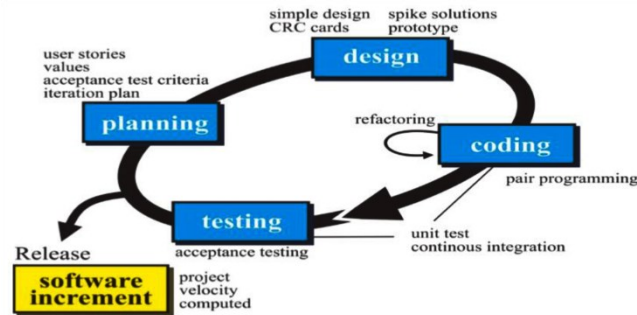 simple design
CRC cards
spike solutions
prototype
user stories
values
acceptance test criteria
iteration plan
design
planning
refactoring
coding
pair programming
testing
unit test
continous integration
acceptance testing
Release
software
increment
project
velocity
computed